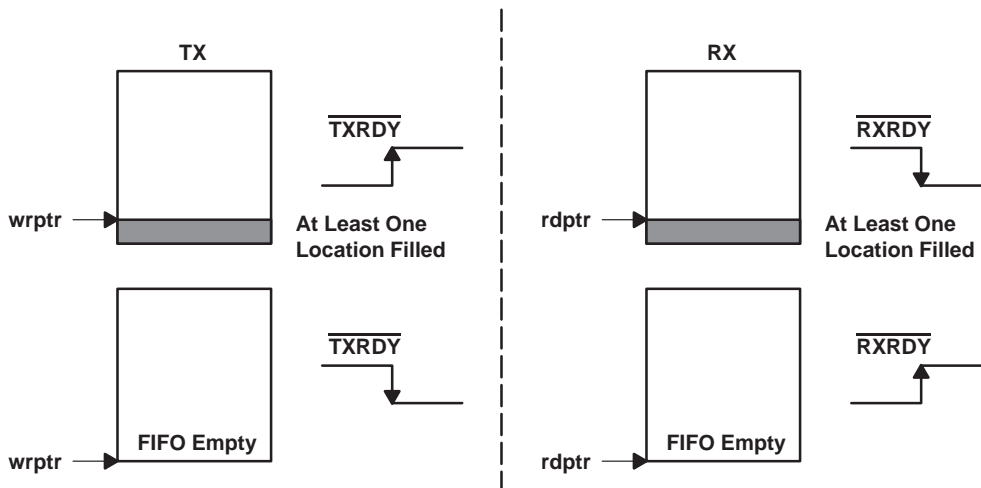 TX
TXRDY
wrptr
At Least One
Location Filled
TXRDY
FIFO Empty
wrptr
RX
RXRDY
rdptr
At Least One
Location Filled
RXRDY
FIFO Empty
rdptr